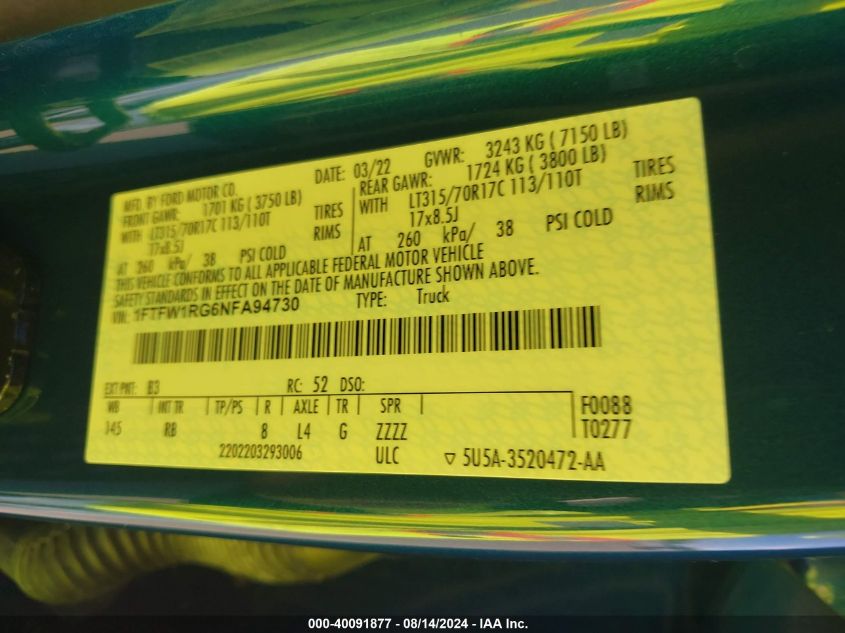 MFD. BY FORD MOTOR CO.
DATE: 03/22 GVWR: 3243 KG ( 7150 LB)
FRONT GAWR: 1701 KG ( 3750 LB)
WITH LT315/70R17C 113/110T TIRES
17x8.5J RIMS
AT 260 kPa/ 38 PSI COLD
REAR GAWR: 1724 KG ( 3800 LB)
WITH LT315/70R17C 113/110T TIRES
17x8.5J RIMS
AT 260 kPa/ 38 PSI COLD
THIS VEHICLE CONFORMS TO ALL APPLICABLE FEDERAL MOTOR VEHICLE
SAFETY STANDARDS IN EFFECT ON THE DATE OF MANUFACTURE SHOWN ABOVE.
VIN: 1FTFW1RG6NFA94730 TYPE: Truck
EXT PNT: B3 RC: 52 DSO:
WB INT TR TP/PS R AXLE TR SPR F0088
145 RB 8 L4 G ZZZZ T0277
2202203293006 ULC ▽ 5U5A-3520472-AA
000-40091877 - 08/14/2024 - IAA Inc.